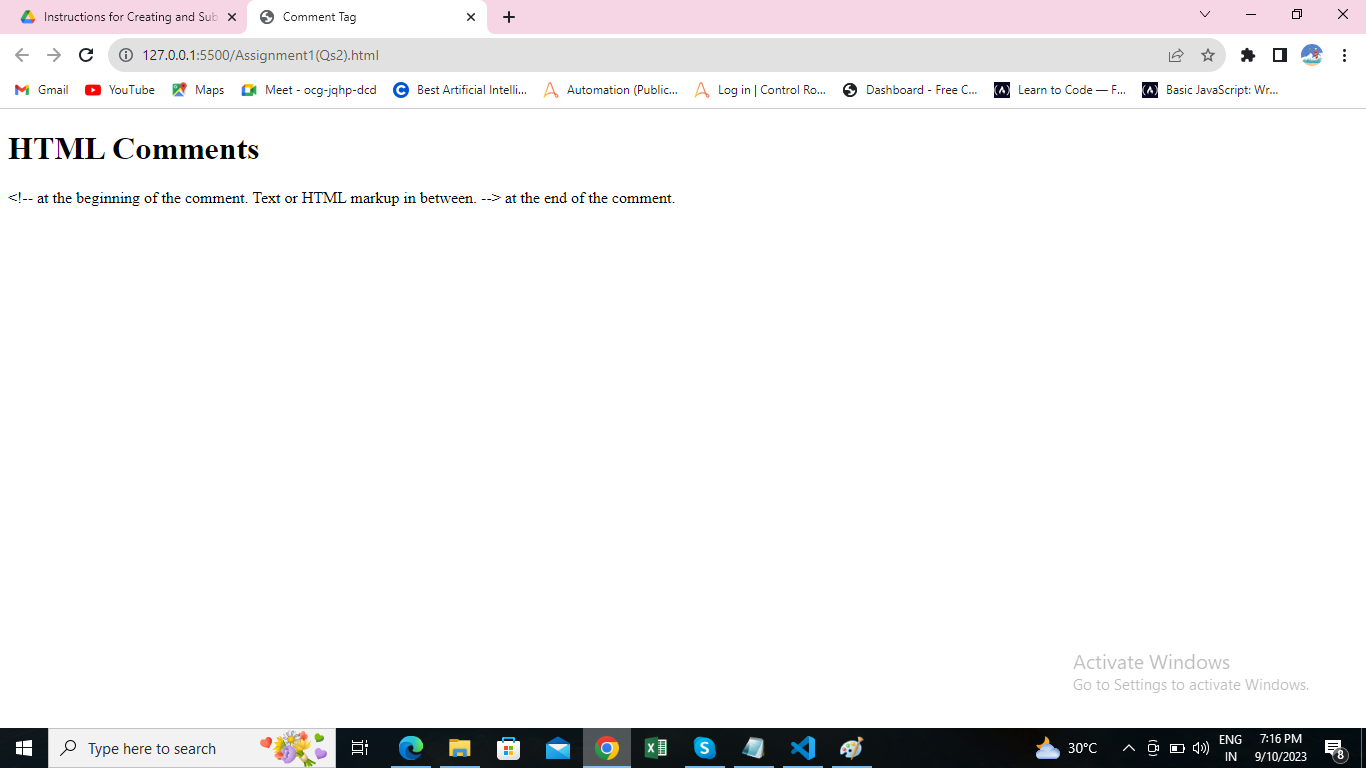 Instructions for Creating and Sub
Comment Tag
127.0.0.1:5500/Assignment1(Qs2).html
Gmail YouTube Maps Meet - ocg-jqhp-dcd Best Artificial Intelli... Automation (Public... Log in | Control Ro... Dashboard - Free C... Learn to Code — F... Basic JavaScript: Wr...
HTML Comments
<!-- at the beginning of the comment. Text or HTML markup in between. --> at the end of the comment.
Activate Windows
Go to Settings to activate Windows.
Type here to search
30°C
ENG
IN
7:16 PM
9/10/2023
8